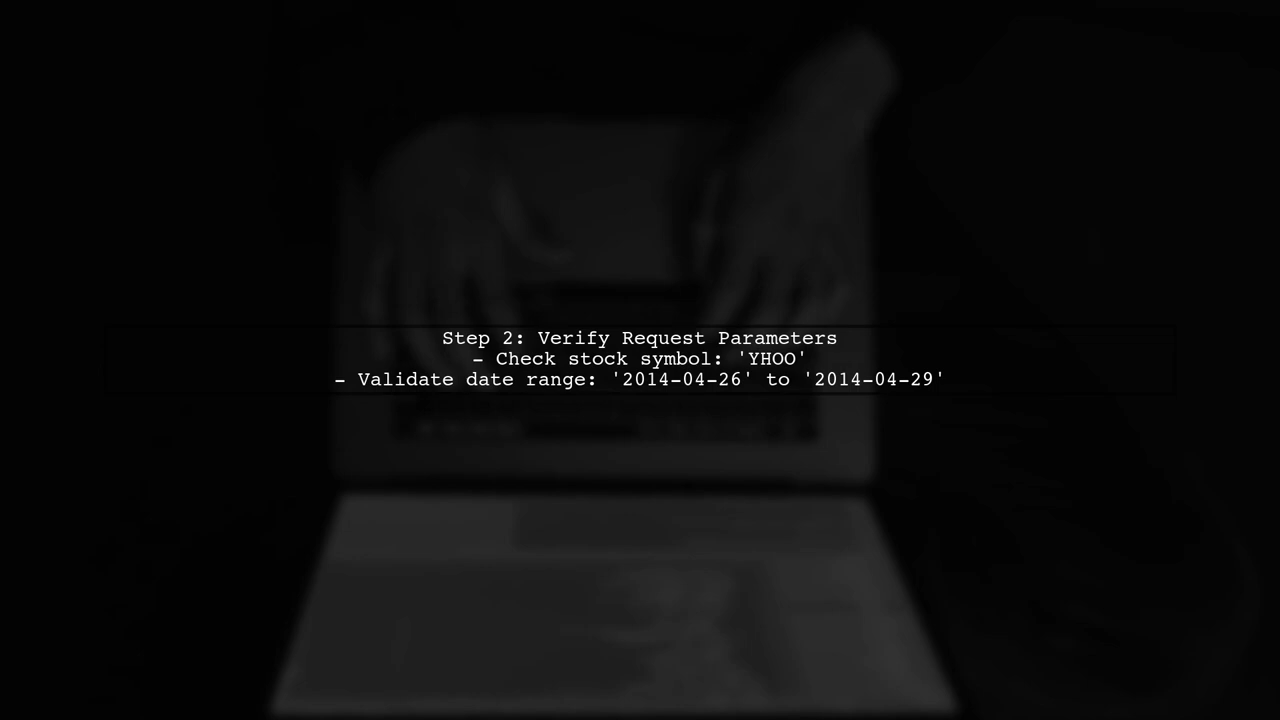 Step 2: Verify Request Parameters
- Check stock symbol: 'YHOO'
- Validate date range: '2014-04-26' to '2014-04-29'